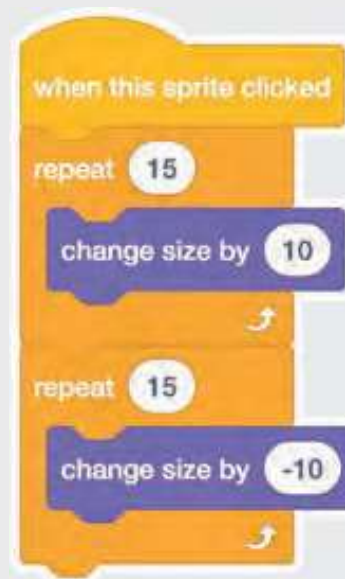 when this sprite clicked
repeat 15
change size by 10
repeat 15
change size by -10